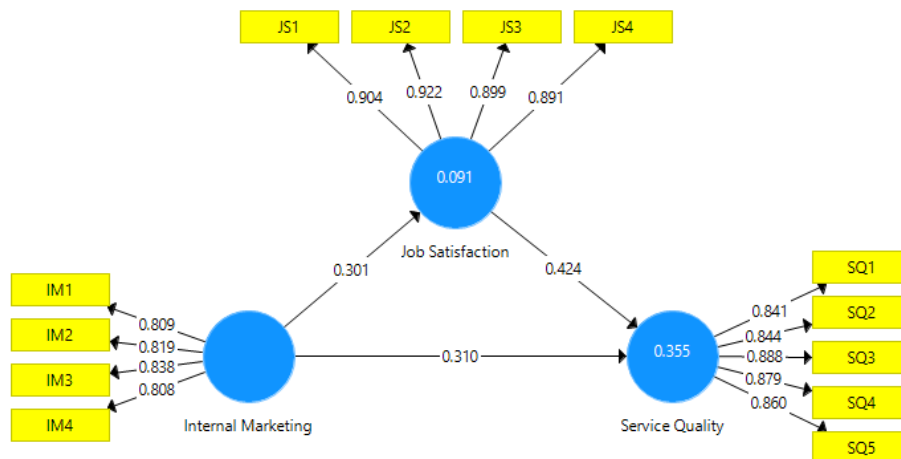 JS1 JS2 JS3 JS4
0.904 0.922 0.899 0.891
0.091
Job Satisfaction
0.301 0.424
IM1
IM2
IM3
IM4
0.809
0.819
0.838
0.808
Internal Marketing
0.310
0.355
Service Quality
0.841
0.844
0.888
0.879
0.860
SQ1
SQ2
SQ3
SQ4
SQ5